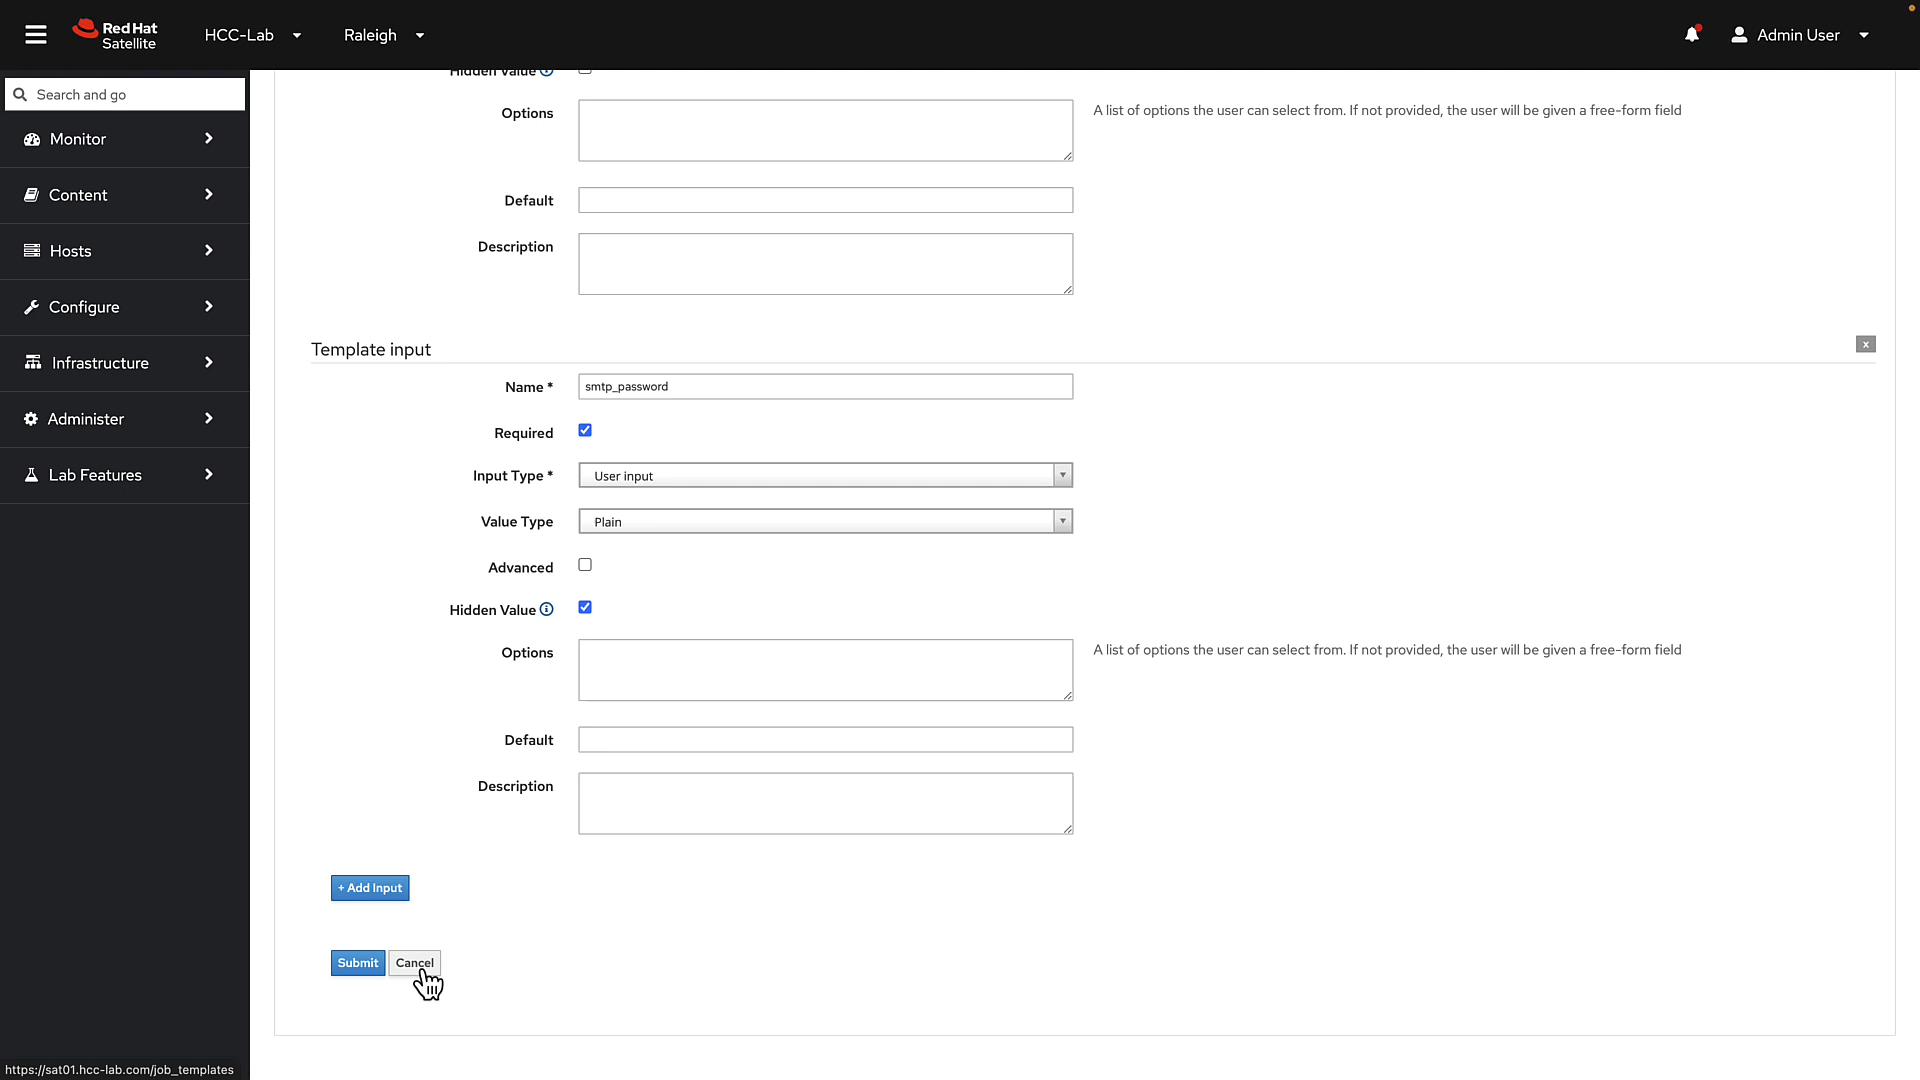 Red Hat
Satellite
HCC-Lab
Raleigh
Admin User
Search and go
Monitor
Content
Hosts
Configure
Infrastructure
Administer
Lab Features
Hidden Value
Options
A list of options the user can select from. If not provided, the user will be given a free-form field
Default
Description
Template input
x
Name *
smtp_password
Required
Input Type *
User input
Value Type
Plain
Advanced
Hidden Value
Options
A list of options the user can select from. If not provided, the user will be given a free-form field
Default
Description
+ Add Input
Submit
Cancel
https://sat01.hcc-lab.com/job_templates